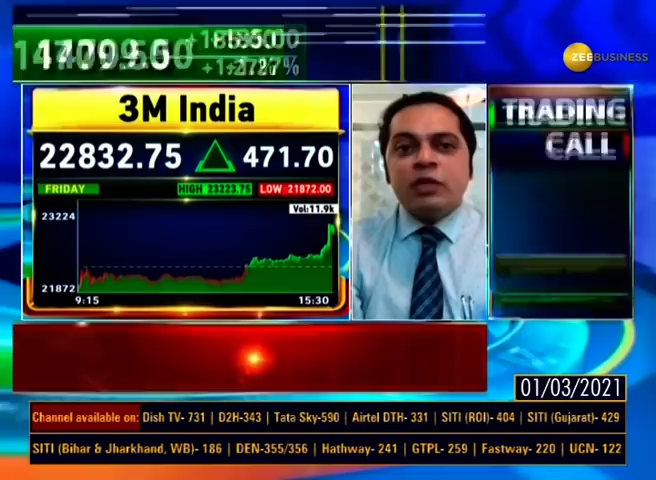 ZEE BUSINESS
3M India
22832.75 471.70
FRIDAY HIGH 23223.75 LOW 21872.00
Vol:11.9k
23224
21872
9:15 15:30
TRADING
CALL
01/03/2021
Channel available on: Dish TV- 731 | D2H-343 | Tata Sky-590 | Airtel DTH- 331 | SITI (ROI)- 404 | SITI (Gujarat)- 429
SITI (Bihar & Jharkhand, WB)- 186 | DEN-355/356 | Hathway- 241 | GTPL- 259 | Fastway- 220 | UCN- 122